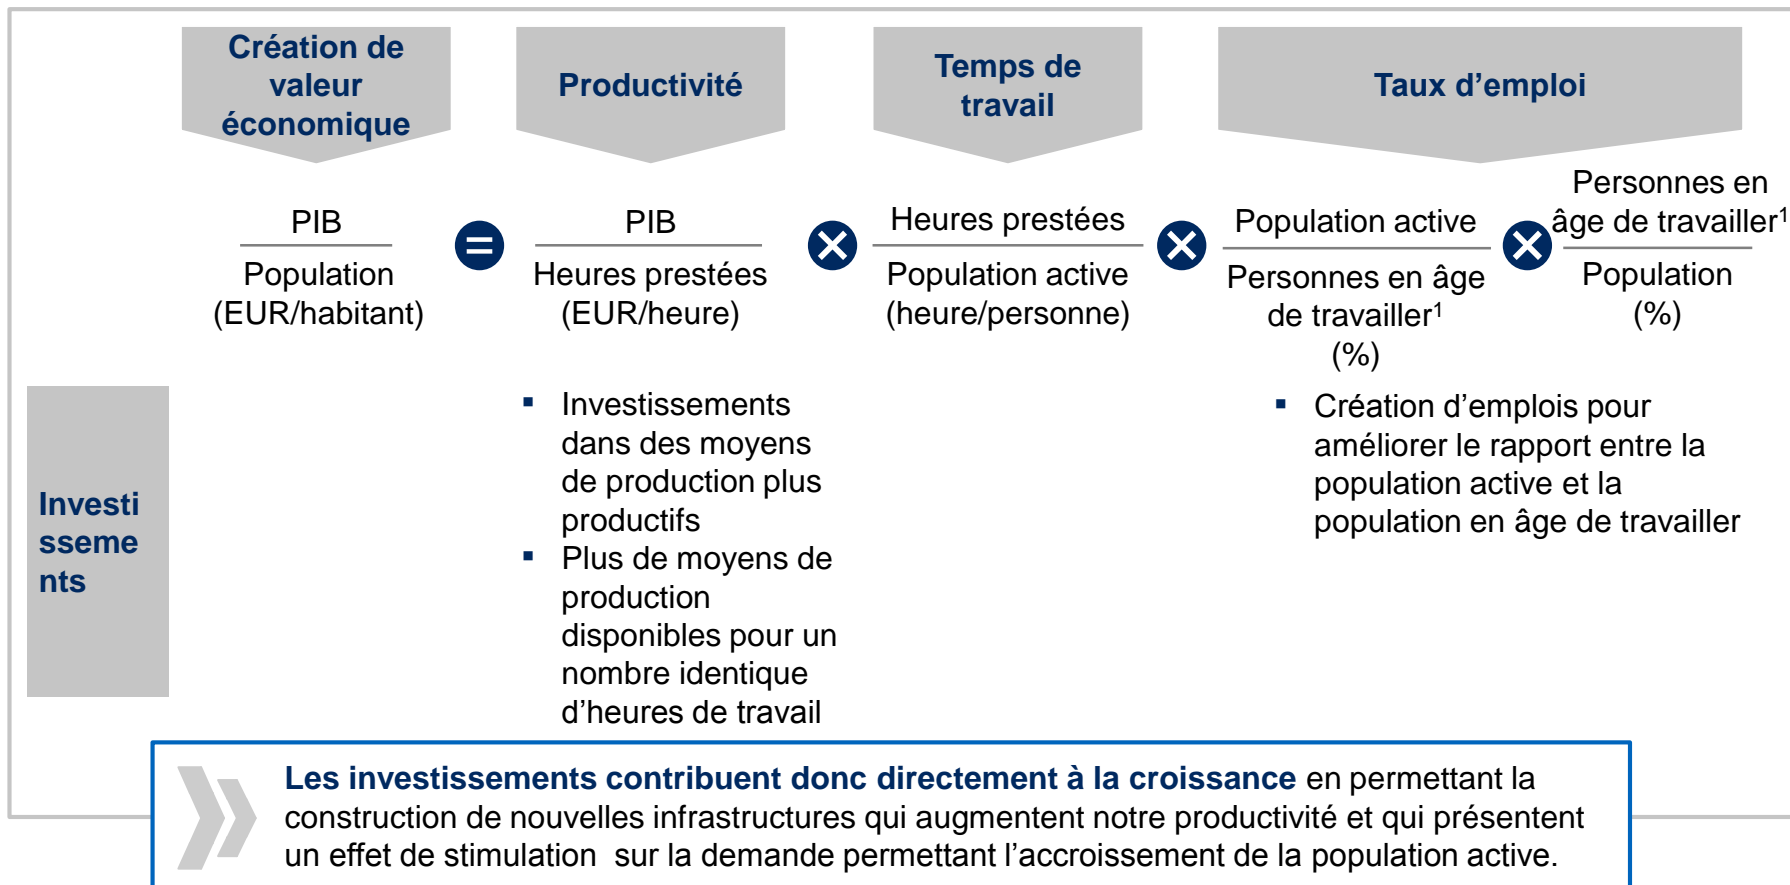 Création de
valeur
économique
Productivité
Temps de
travail
Taux d’emploi
PIB
Population
(EUR/habitant)
=
PIB
Heures prestées
(EUR/heure)
×
Heures prestées
Population active
(heure/personne)
×
Population active
Personnes en âge
de travailler¹
(%)
×
Personnes en
âge de travailler¹
Population
(%)
Investi
sseme
nts
▪ Investissements
dans des moyens
de production plus
productifs
▪ Plus de moyens de
production
disponibles pour un
nombre identique
d’heures de travail
▪ Création d’emplois pour
améliorer le rapport entre la
population active et la
population en âge de travailler
Les investissements contribuent donc directement à la croissance en permettant la
construction de nouvelles infrastructures qui augmentent notre productivité et qui présentent
un effet de stimulation  sur la demande permettant l’accroissement de la population active.